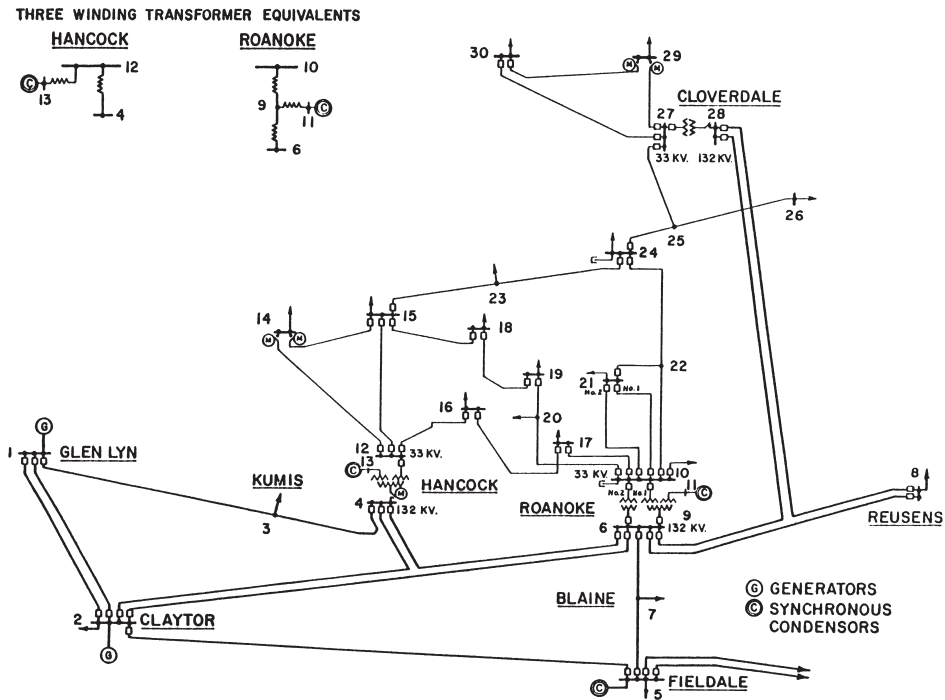 THREE WINDING TRANSFORMER EQUIVALENTS
HANCOCK
ROANOKE
12
C
13
4
10
9
C
11
6
30
29
M
M
CLOVERDALE
27
28
33 KV.
132 KV.
26
25
24
23
14
M
M
15
18
19
22
21
No.2
No.1
16
20
17
12
33 KV.
13
C
HANCOCK
M
4
132 KV.
33 KV.
10
11
C
No.2
No.1
ROANOKE
9
6
132 KV.
8
REUSENS
G
1
GLEN LYN
KUMIS
3
2
CLAYTOR
G
BLAINE
7
C
5
FIELDALE
G GENERATORS
C SYNCHRONOUS
CONDENSORS